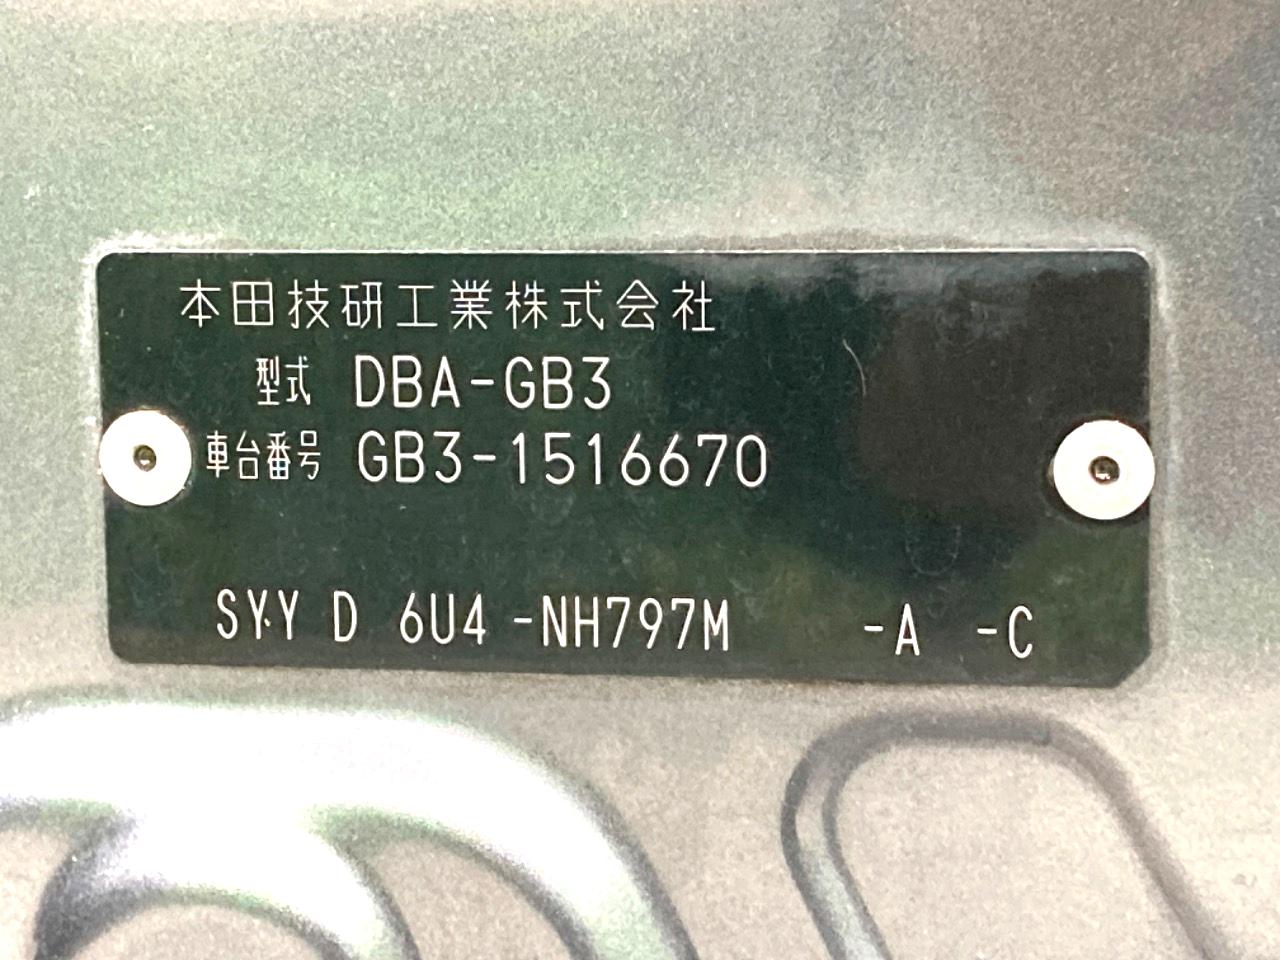 本田技研工業株式会社
型式 DBA-GB3
車台番号 GB3-1516670
SYY D 6U4 -NH797M -A -C